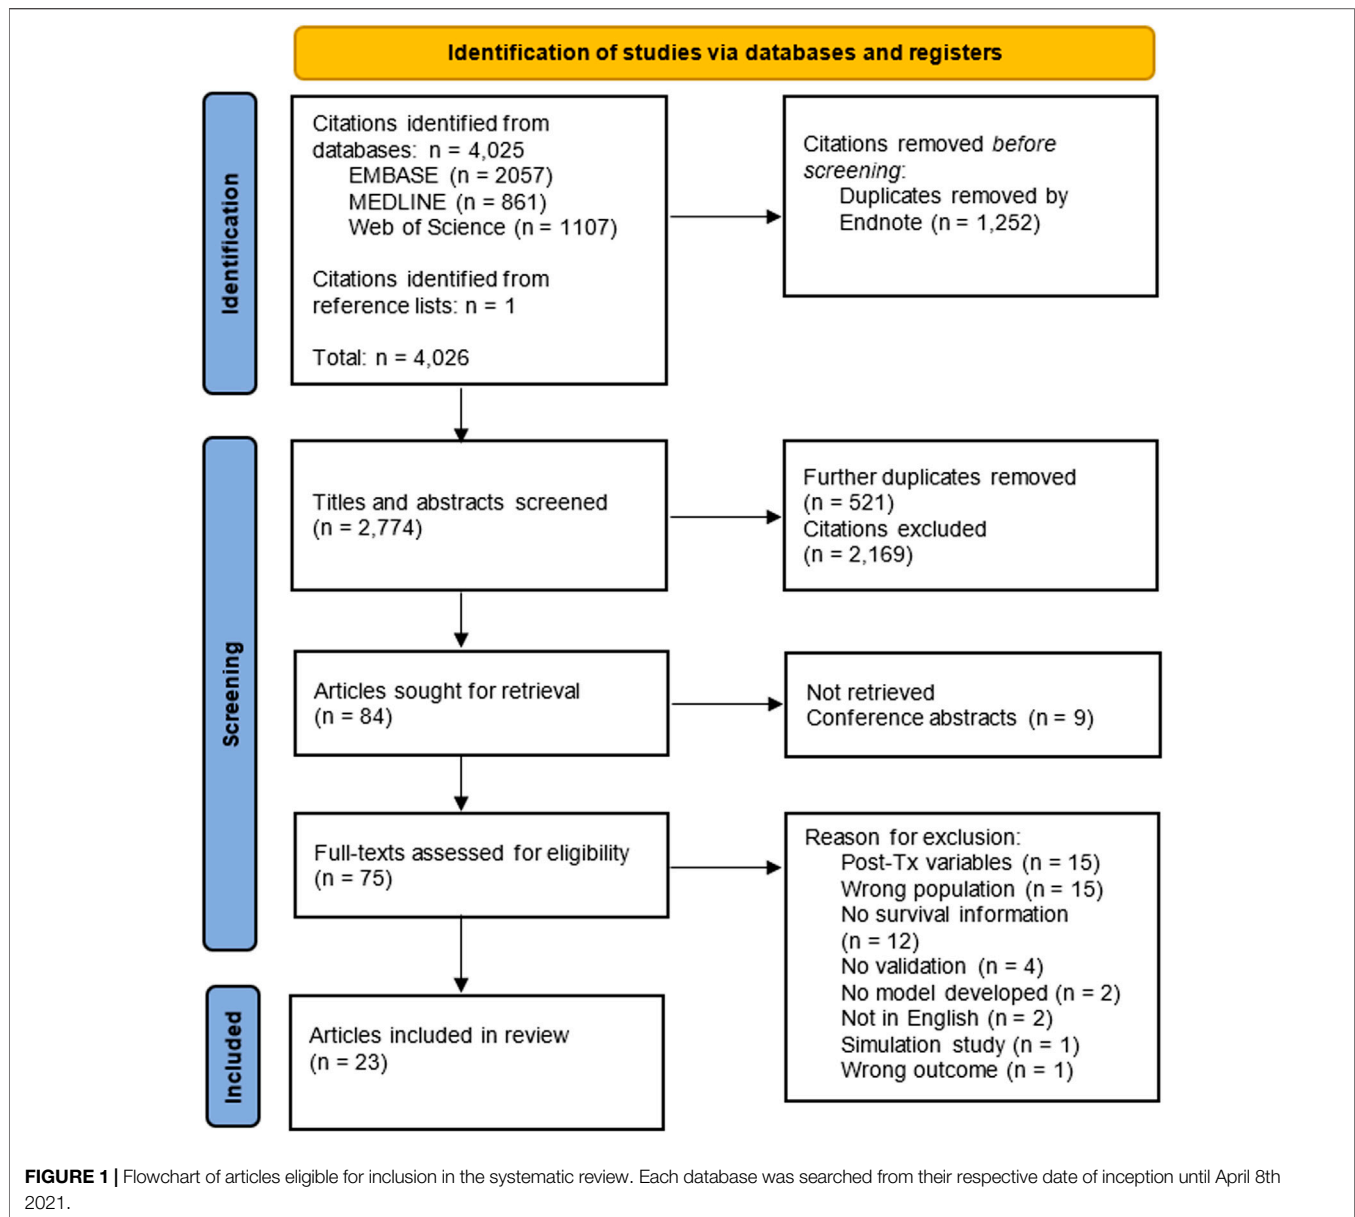 Identification of studies via databases and registers
Identification
Citations identified from
databases: n = 4,025
EMBASE (n = 2057)
MEDLINE (n = 861)
Web of Science (n = 1107)
Citations identified from
reference lists: n = 1
Total: n = 4,026
Citations removed before
screening:
Duplicates removed by
Endnote (n = 1,252)
Screening
Titles and abstracts screened
(n = 2,774)
Further duplicates removed
(n = 521)
Citations excluded
(n = 2,169)
Articles sought for retrieval
(n = 84)
Not retrieved
Conference abstracts (n = 9)
Full-texts assessed for eligibility
(n = 75)
Reason for exclusion:
Post-Tx variables (n = 15)
Wrong population (n = 15)
No survival information
(n = 12)
No validation (n = 4)
No model developed (n = 2)
Not in English (n = 2)
Simulation study (n = 1)
Wrong outcome (n = 1)
Included
Articles included in review
(n = 23)
FIGURE 1 | Flowchart of articles eligible for inclusion in the systematic review. Each database was searched from their respective date of inception until April 8th
2021.